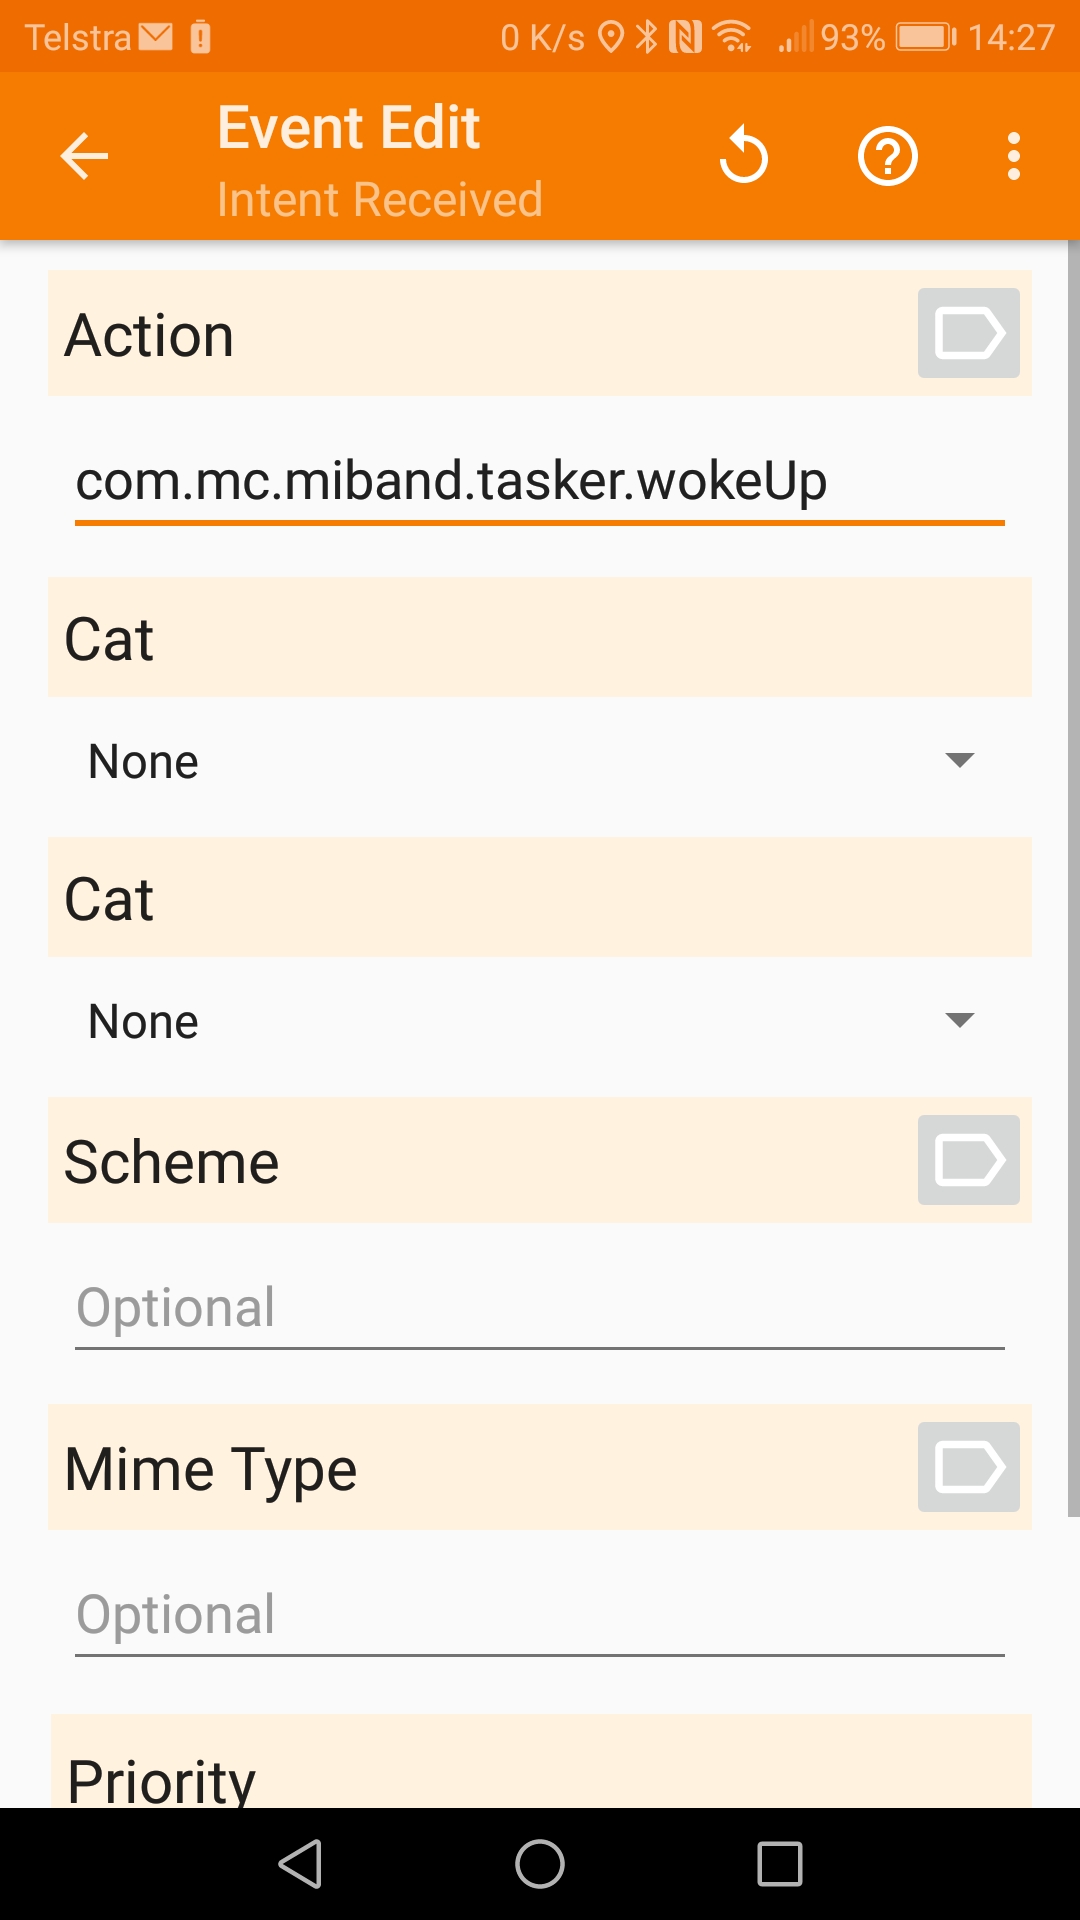 Telstra 0 K/s 93% 14:27
Event Edit
Intent Received
Action
com.mc.miband.tasker.wokeUp
Cat
None
Cat
None
Scheme
Optional
Mime Type
Optional
Priority